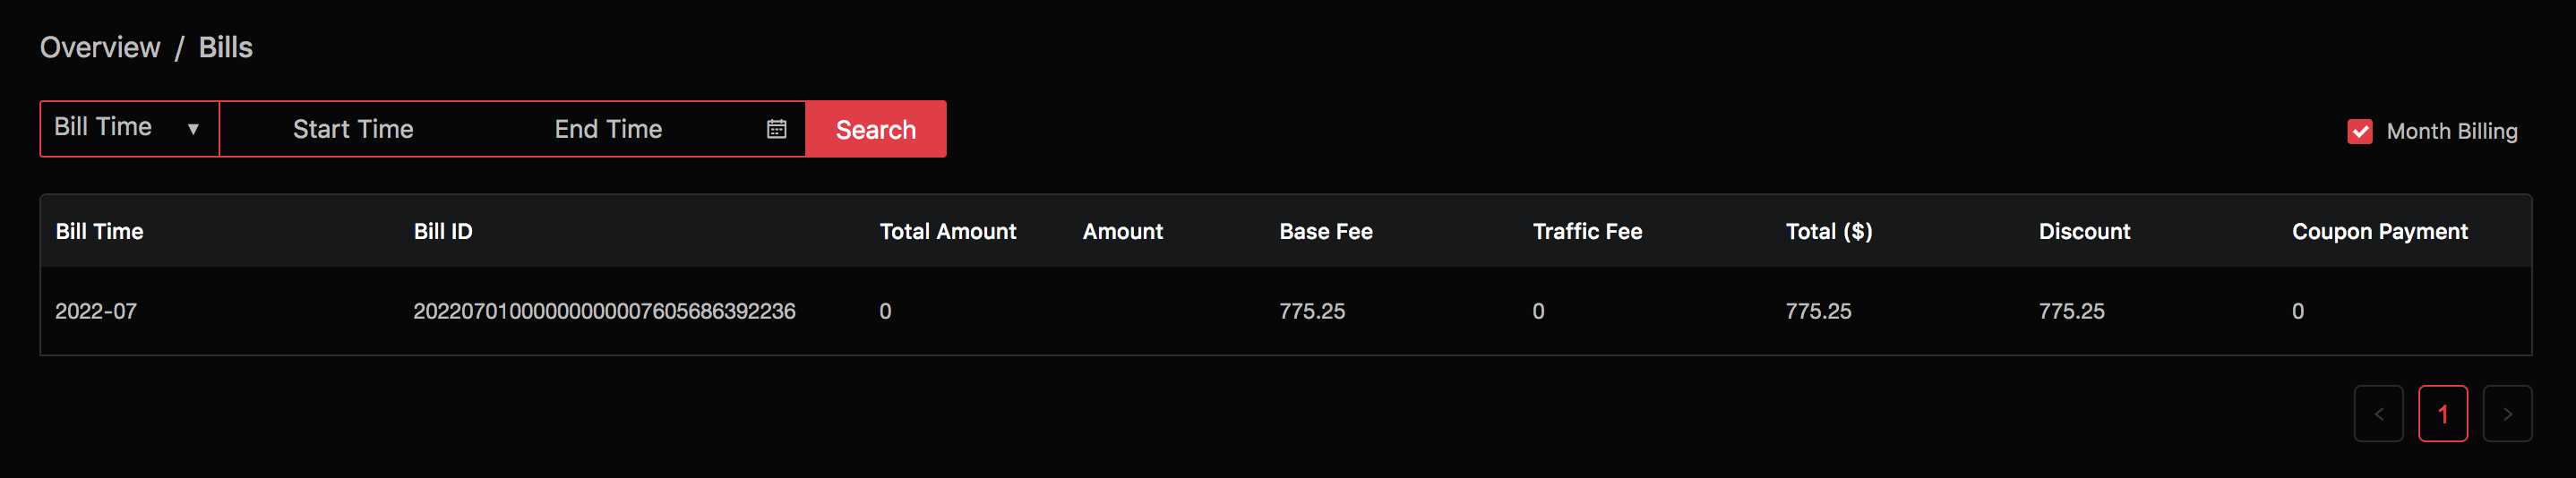 Overview / Bills
Bill Time ▼ Start Time End Time Search Month Billing
Bill Time Bill ID Total Amount Amount Base Fee Traffic Fee Total ($) Discount Coupon Payment
2022-07 2022070100000000007605686392236 0 775.25 0 775.25 775.25 0
< 1 >